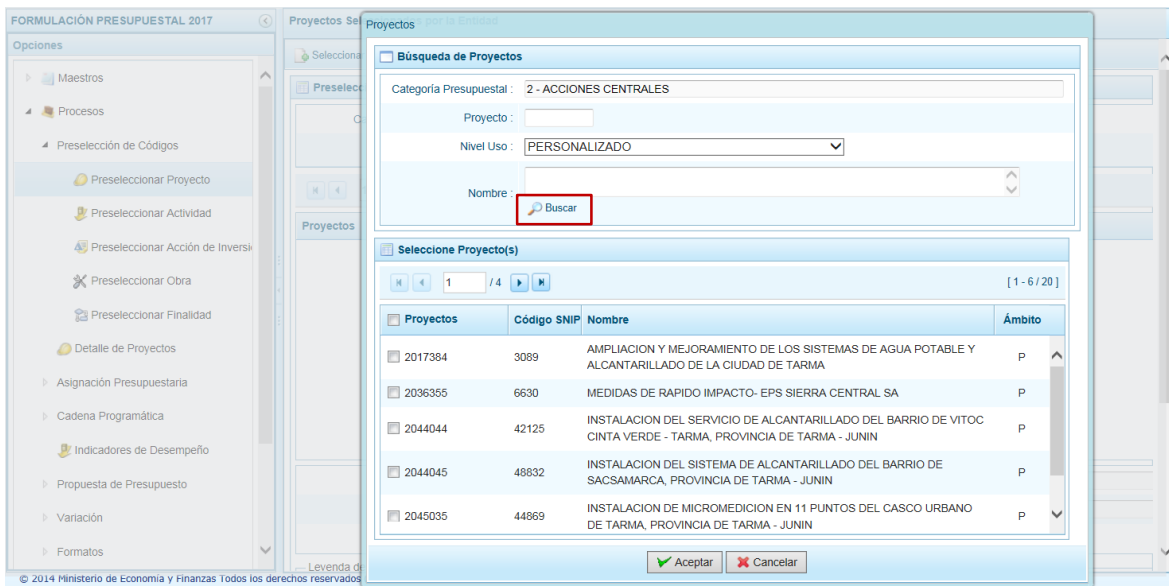 FORMULACIÓN PRESUPUESTAL 2017
Opciones
Maestros
Procesos
Preselección de Códigos
Preseleccionar Proyecto
Preseleccionar Actividad
Preseleccionar Acción de Inversi
Preseleccionar Obra
Preseleccionar Finalidad
Detalle de Proyectos
Asignación Presupuestaria
Cadena Programática
Indicadores de Desempeño
Propuesta de Presupuesto
Variación
Formatos
© 2014 Ministerio de Economía y Finanzas Todos los derechos reservados
Proyectos Sel por la Entidad
Selecciona
Preselecc
Proyectos
Proyectos
Búsqueda de Proyectos
Categoría Presupuestal : 2 - ACCIONES CENTRALES
Proyecto :
Nivel Uso : PERSONALIZADO
Nombre :
Buscar
Seleccione Proyecto(s)
1 / 4 [ 1 - 6 / 20 ]
Proyectos Código SNIP Nombre Ámbito
2017384 3089 AMPLIACION Y MEJORAMIENTO DE LOS SISTEMAS DE AGUA POTABLE Y P
ALCANTARILLADO DE LA CIUDAD DE TARMA
2036355 6630 MEDIDAS DE RAPIDO IMPACTO- EPS SIERRA CENTRAL SA P
2044044 42125 INSTALACION DEL SERVICIO DE ALCANTARILLADO DEL BARRIO DE VITOC P
CINTA VERDE - TARMA, PROVINCIA DE TARMA - JUNIN
2044045 48832 INSTALACION DEL SISTEMA DE ALCANTARILLADO DEL BARRIO DE P
SACSAMARCA, PROVINCIA DE TARMA - JUNIN
2045035 44869 INSTALACION DE MICROMEDICION EN 11 PUNTOS DEL CASCO URBANO P
DE TARMA, PROVINCIA DE TARMA - JUNIN
Aceptar Cancelar